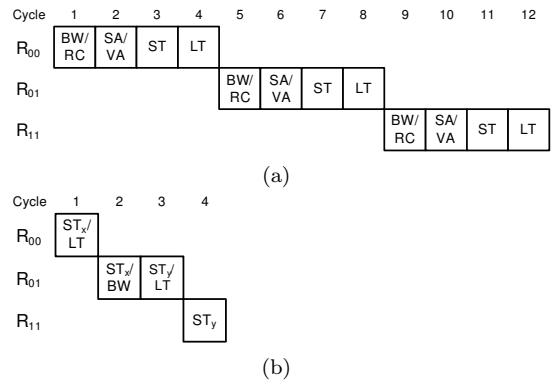 Cycle 1 2 3 4 5 6 7 8 9 10 11 12
R00 BW/ RC SA/ VA ST LT
R01 BW/ RC SA/ VA ST LT
R11 BW/ RC SA/ VA ST LT
(a)
Cycle 1 2 3 4
R00 STx/ LT
R01 STx/ BW STy/ LT
R11 STy
(b)